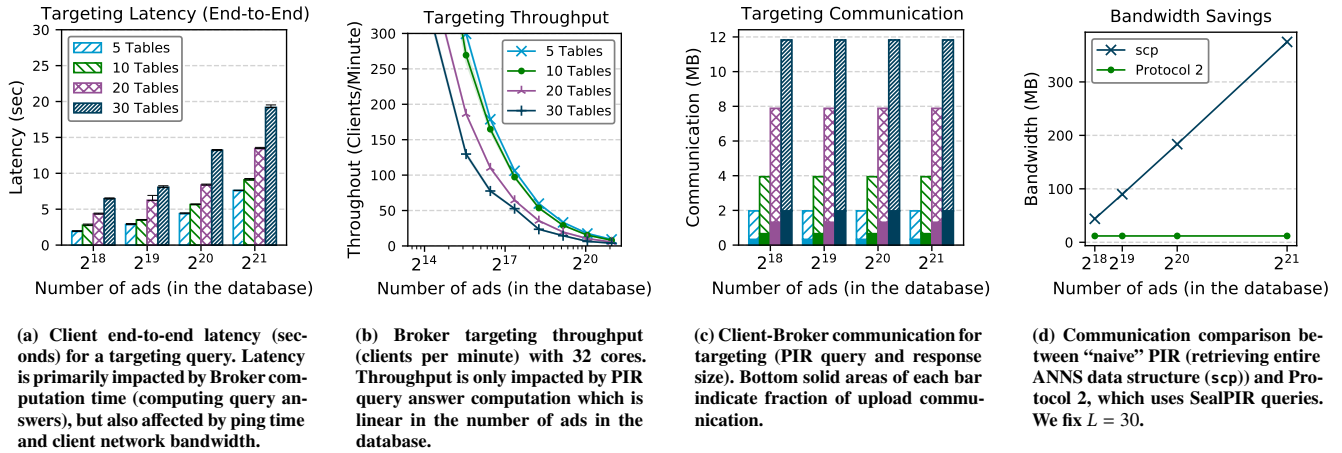 Targeting Latency (End-to-End)
30
25
20
15
10
5
0
Latency (sec)
5 Tables
10 Tables
20 Tables
30 Tables
2^18 2^19 2^20 2^21
Number of ads (in the database)
(a) Client end-to-end latency (sec-
onds) for a targeting query. Latency
is primarily impacted by Broker com-
putation time (computing query an-
swers), but also affected by ping time
and client network bandwidth.
Targeting Throughput
300
250
200
150
100
50
0
Throughout (Clients/Minute)
5 Tables
10 Tables
20 Tables
30 Tables
2^14 2^17 2^20
Number of ads (in the database)
(b) Broker targeting throughput
(clients per minute) with 32 cores.
Throughput is only impacted by PIR
query answer computation which is
linear in the number of ads in the
database.
Targeting Communication
12
10
8
6
4
2
0
Communication (MB)
2^18 2^19 2^20 2^21
Number of ads (in the database)
(c) Client-Broker communication for
targeting (PIR query and response
size). Bottom solid areas of each bar
indicate fraction of upload commu-
nication.
Bandwidth Savings
300
200
100
0
Bandwidth (MB)
scp
Protocol 2
2^18 2^19 2^20 2^21
Number of ads (in the database)
(d) Communication comparison be-
tween “naive” PIR (retrieving entire
ANNS data structure (scp)) and Pro-
tocol 2, which uses SealPIR queries.
We fix L = 30.